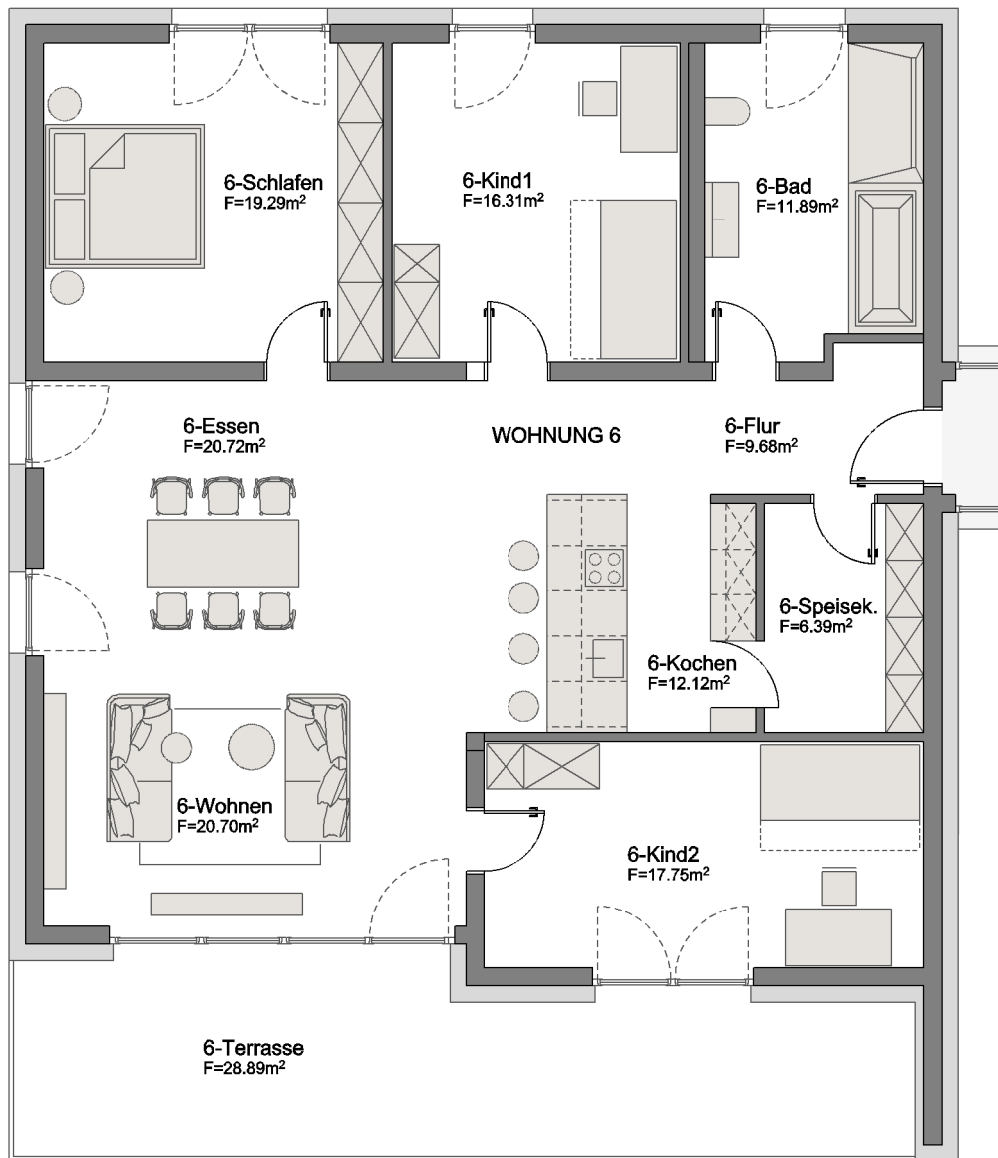 6-Schlafen
F=19.29m²
6-Kind1
F=16.31m²
6-Bad
F=11.89m²
6-Essen
F=20.72m²
WOHNUNG 6
6-Flur
F=9.68m²
6-Speisek.
F=6.39m²
6-Kochen
F=12.12m²
6-Wohnen
F=20.70m²
6-Kind2
F=17.75m²
6-Terrasse
F=28.89m²